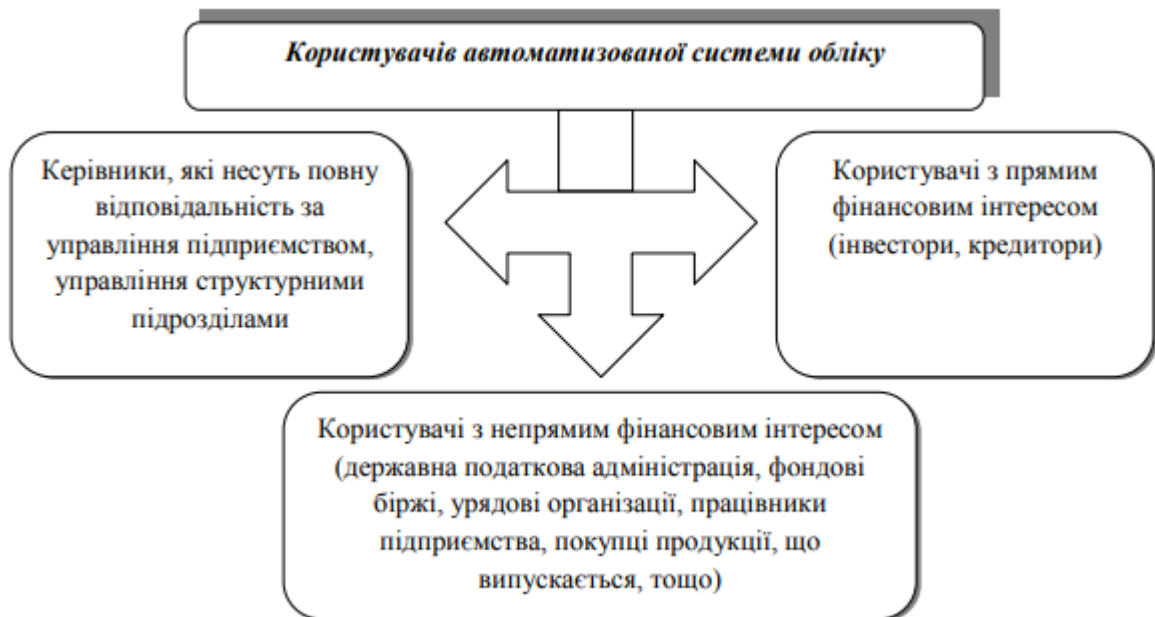 Користувачів автоматизованої системи обліку
Керівники, які несуть повну
відповідальність за
управління підприємством,
управління структурними
підрозділами
Користувачі з прямим
фінансовим інтересом
(інвестори, кредитори)
Користувачі з непрямим фінансовим інтересом
(державна податкова адміністрація, фондові
біржі, урядові організації, працівники
підприємства, покупці продукції, що
випускається, тощо)